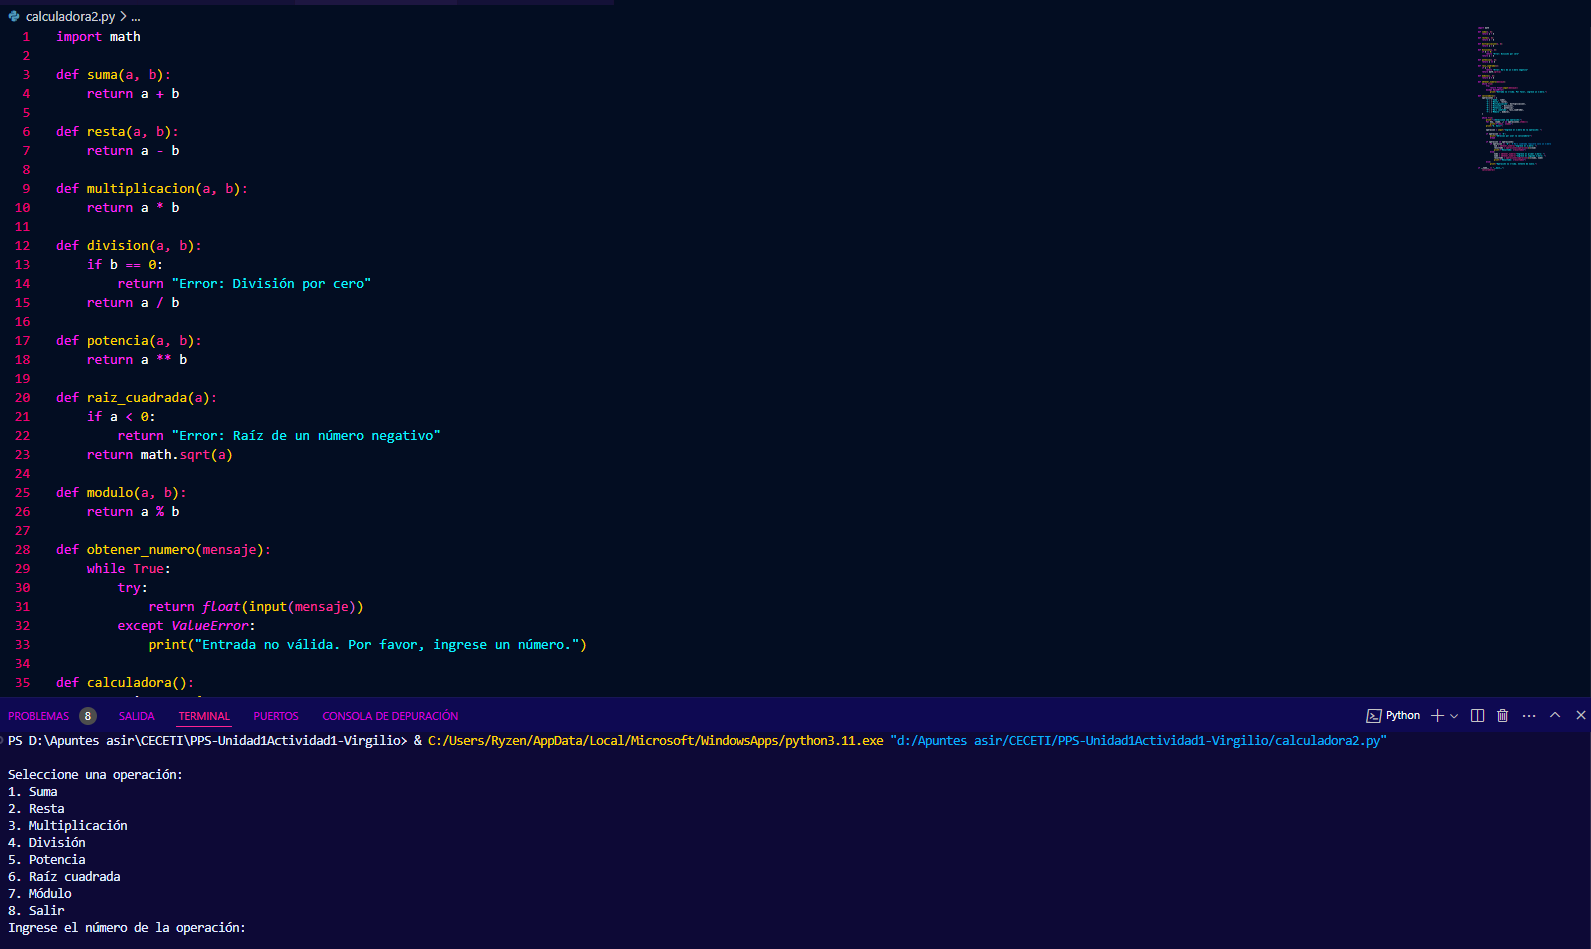 calculadora2.py > ...
1 import math
2
3 def suma(a, b):
4     return a + b
5
6 def resta(a, b):
7     return a - b
8
9 def multiplicacion(a, b):
10     return a * b
11
12 def division(a, b):
13     if b == 0:
14         return "Error: División por cero"
15     return a / b
16
17 def potencia(a, b):
18     return a ** b
19
20 def raiz_cuadrada(a):
21     if a < 0:
22         return "Error: Raíz de un número negativo"
23     return math.sqrt(a)
24
25 def modulo(a, b):
26     return a % b
27
28 def obtener_numero(mensaje):
29     while True:
30         try:
31             return float(input(mensaje))
32         except ValueError:
33             print("Entrada no válida. Por favor, ingrese un número.")
34
35 def calculadora():
PROBLEMAS 8 SALIDA TERMINAL PUERTOS CONSOLA DE DEPURACIÓN Python
PS D:\Apuntes asir\CECETI\PPS-Unidad1Actividad1-Virgilio> & C:/Users/Ryzen/AppData/Local/Microsoft/WindowsApps/python3.11.exe "d:/Apuntes asir/CECETI/PPS-Unidad1Actividad1-Virgilio/calculadora2.py"
Seleccione una operación:
1. Suma
2. Resta
3. Multiplicación
4. División
5. Potencia
6. Raíz cuadrada
7. Módulo
8. Salir
Ingrese el número de la operación: